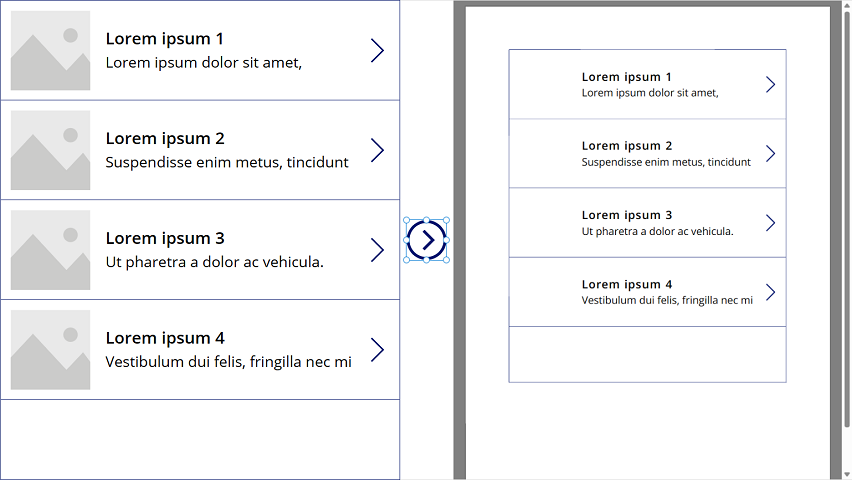 Lorem ipsum 1
Lorem ipsum dolor sit amet,
Lorem ipsum 2
Suspendisse enim metus, tincidunt
Lorem ipsum 3
Ut pharetra a dolor ac vehicula.
Lorem ipsum 4
Vestibulum dui felis, fringilla nec mi
Lorem ipsum 1
Lorem ipsum dolor sit amet,
Lorem ipsum 2
Suspendisse enim metus, tincidunt
Lorem ipsum 3
Ut pharetra a dolor ac vehicula.
Lorem ipsum 4
Vestibulum dui felis, fringilla nec mi